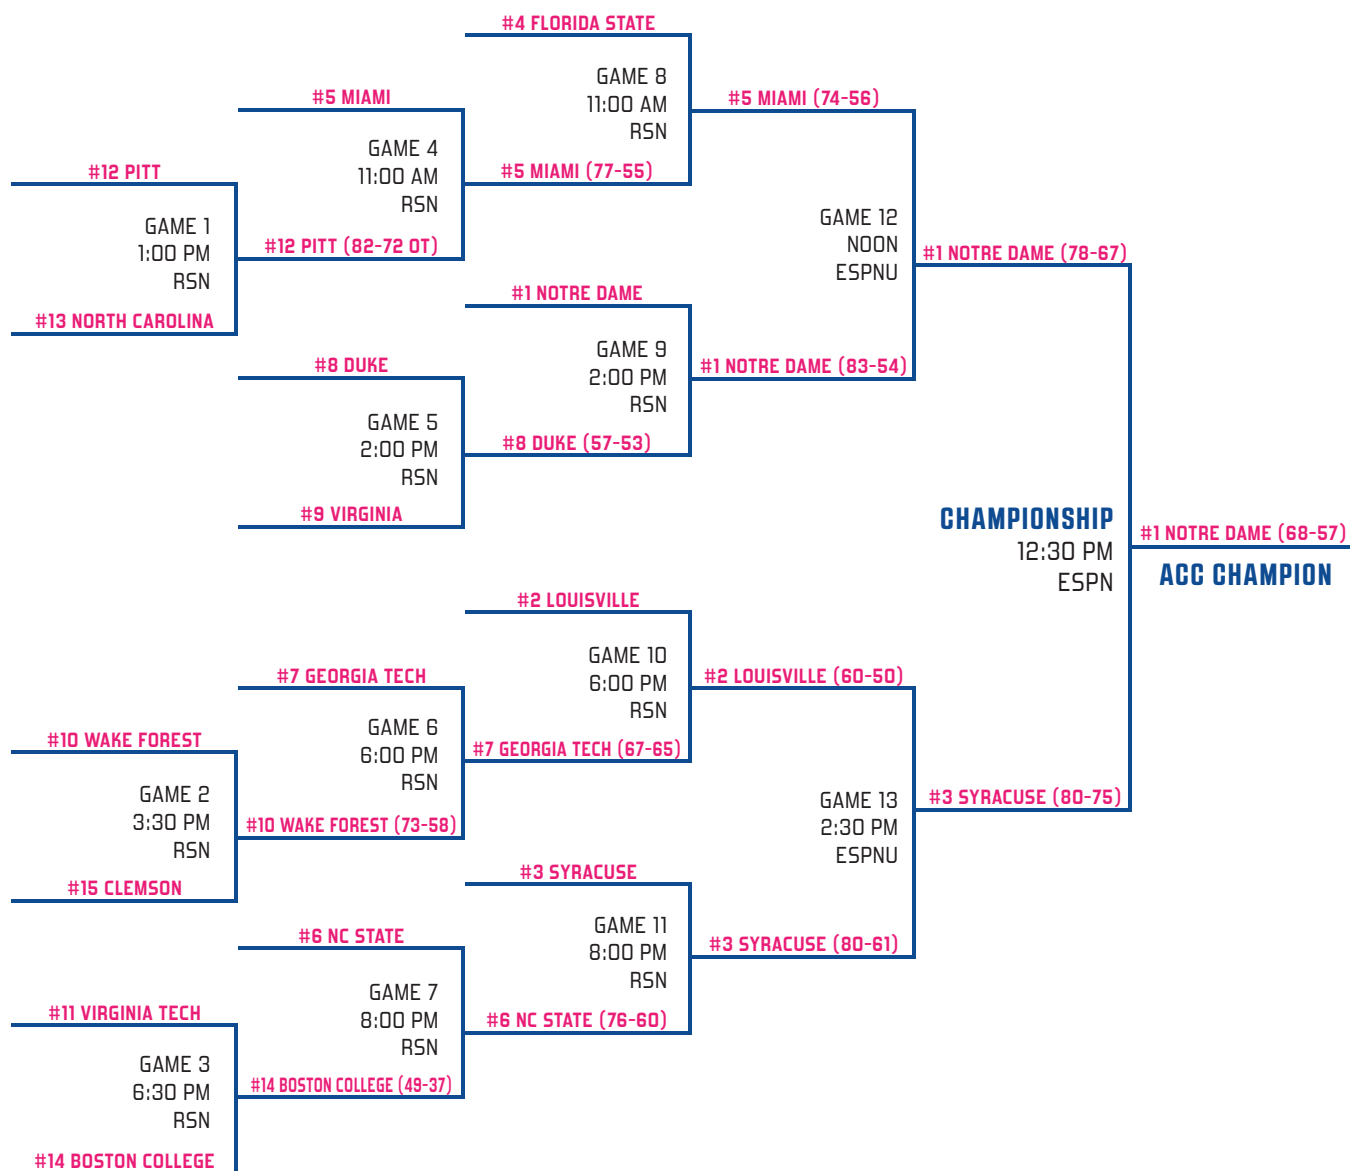 #4 FLORIDA STATE
GAME 8
11:00 AM
RSN
#5 MIAMI
#5 MIAMI (74-56)
GAME 4
11:00 AM
RSN
#12 PITT
#5 MIAMI (77-55)
GAME 1
1:00 PM
RSN
#12 PITT (82-72 OT)
GAME 12
NOON
ESPNU
#1 NOTRE DAME (78-67)
#13 NORTH CAROLINA
#1 NOTRE DAME
GAME 9
2:00 PM
RSN
#8 DUKE
#1 NOTRE DAME (83-54)
GAME 5
2:00 PM
RSN
#8 DUKE (57-53)
#9 VIRGINIA
CHAMPIONSHIP
12:30 PM
ESPN
#1 NOTRE DAME (68-57)
ACC CHAMPION
#2 LOUISVILLE
GAME 10
6:00 PM
RSN
#7 GEORGIA TECH
#2 LOUISVILLE (60-50)
GAME 6
6:00 PM
RSN
#10 WAKE FOREST
#7 GEORGIA TECH (67-65)
GAME 2
3:30 PM
RSN
#10 WAKE FOREST (73-58)
GAME 13
2:30 PM
ESPNU
#3 SYRACUSE (80-75)
#15 CLEMSON
#3 SYRACUSE
GAME 11
8:00 PM
RSN
#6 NC STATE
#3 SYRACUSE (80-61)
GAME 7
8:00 PM
RSN
#11 VIRGINIA TECH
#6 NC STATE (76-60)
GAME 3
6:30 PM
RSN
#14 BOSTON COLLEGE (49-37)
#14 BOSTON COLLEGE